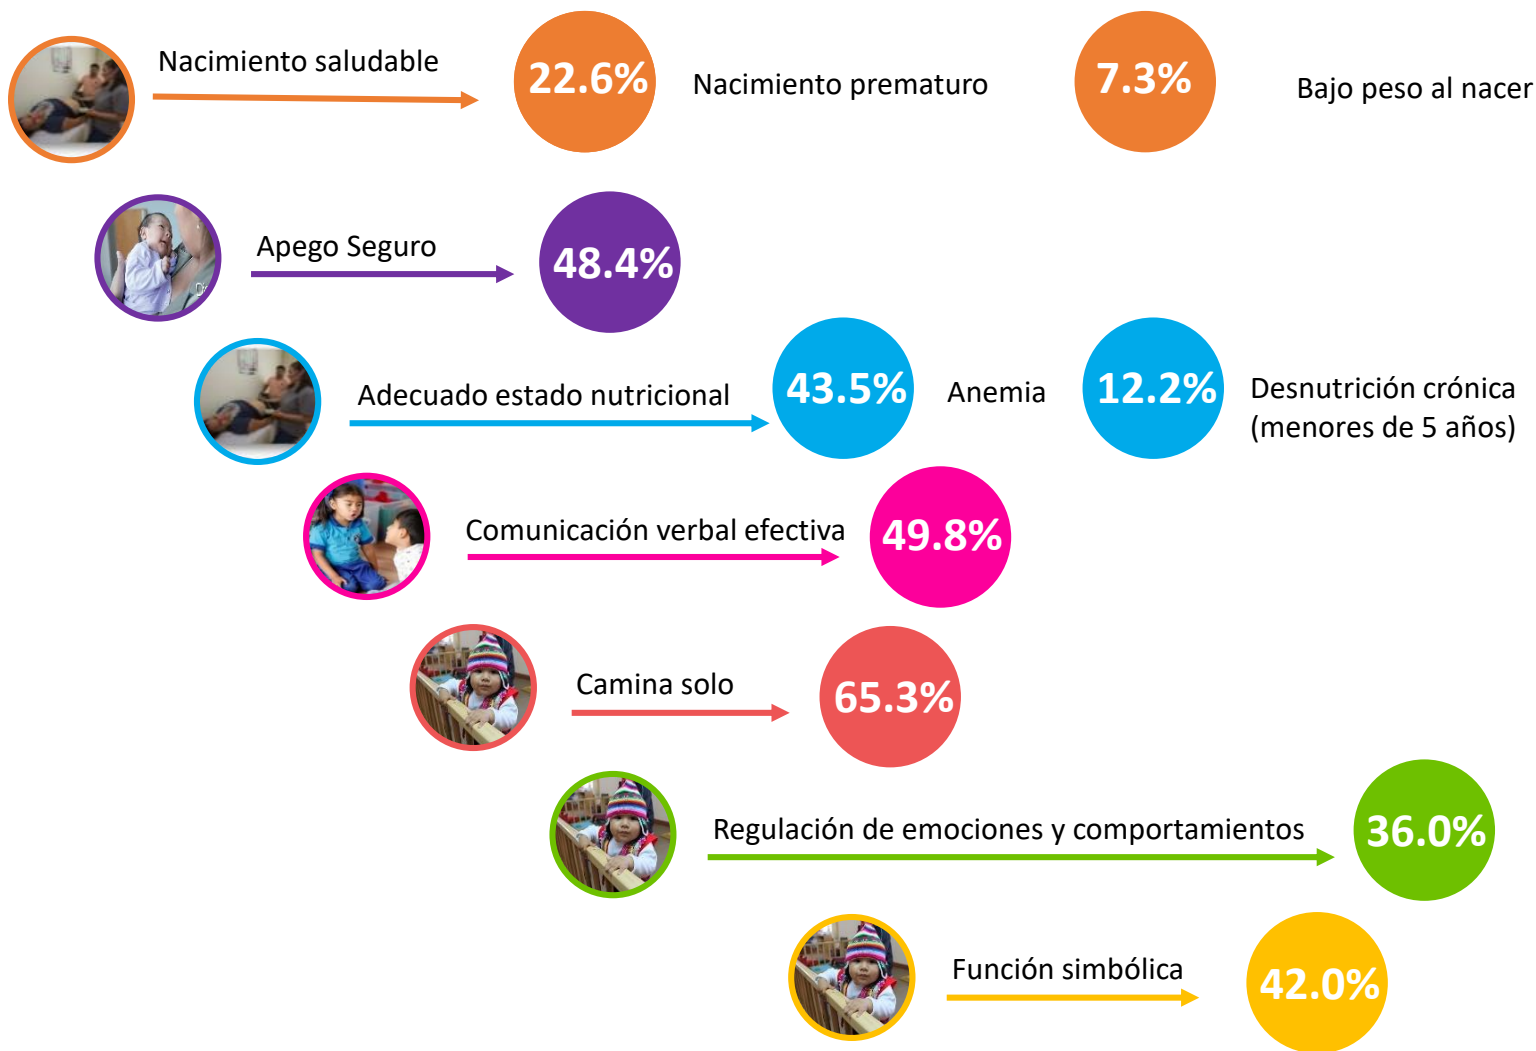 Nacimiento saludable
22.6%
Nacimiento prematuro
7.3%
Bajo peso al nacer
Apego Seguro
48.4%
Adecuado estado nutricional
43.5%
Anemia
12.2%
Desnutrición crónica
(menores de 5 años)
Comunicación verbal efectiva
49.8%
Camina solo
65.3%
Regulación de emociones y comportamientos
36.0%
Función simbólica
42.0%